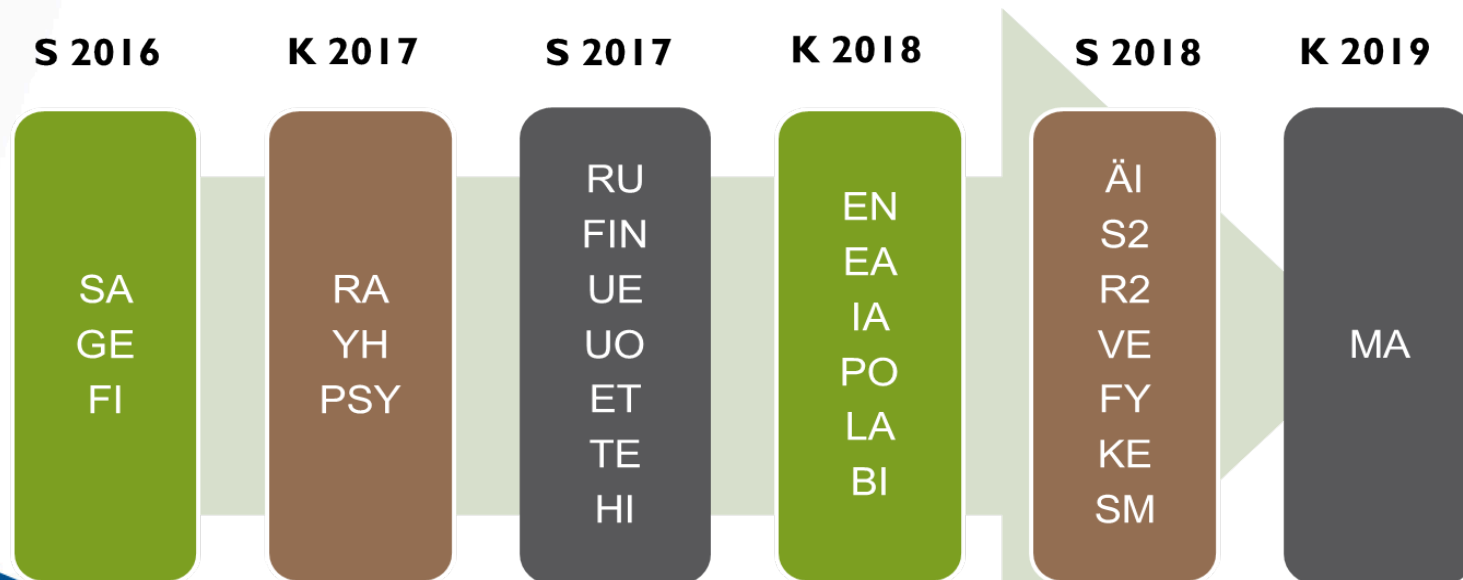 S 2016
K 2017
S 2017
K 2018
S 2018
K 2019
SA
GE
FI
RA
YH
PSY
RU
FIN
UE
UO
ET
TE
HI
EN
EA
IA
PO
LA
BI
ÄI
S2
R2
VE
FY
KE
SM
MA